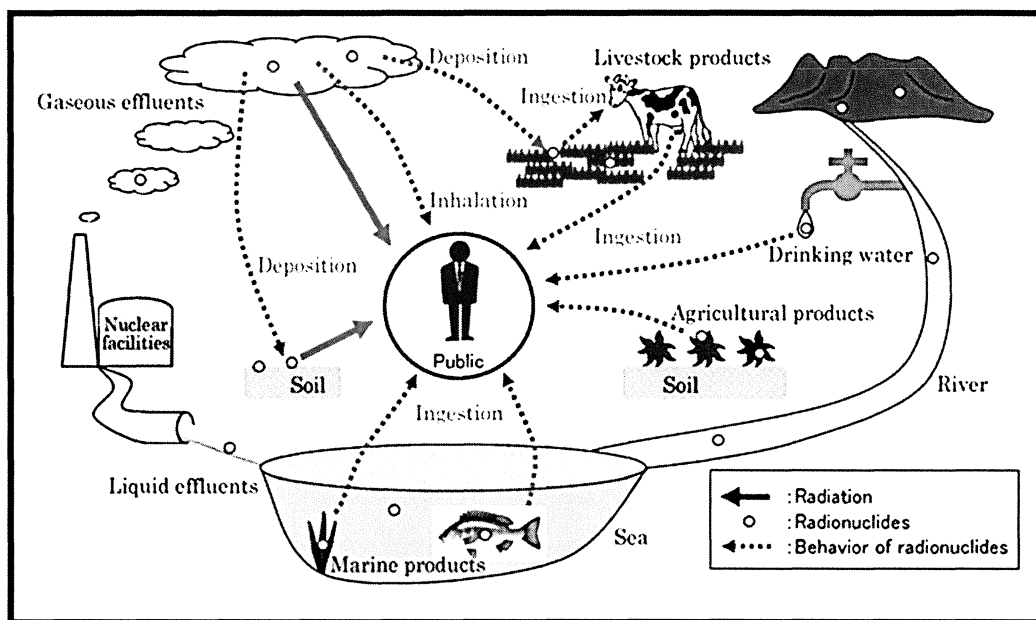 Deposition
Livestock products
Gaseous effluents
Ingestion
Inhalation
Ingestion
Deposition
Drinking water
Nuclear
facilities
Agricultural products
Public
Soil
Soil
River
Ingestion
Liquid effluents
Sea
Marine products
:Radiation
:Radionuclides
:Behavior of radionuclides